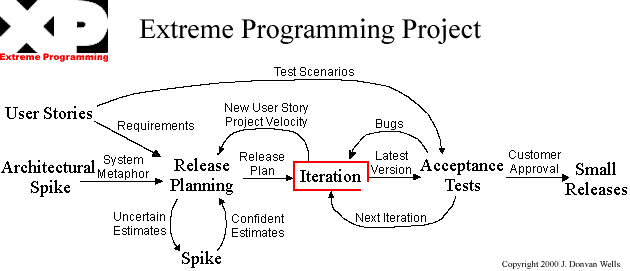 XP
Extreme Programming
Extreme Programming Project
Test Scenarios
User Stories
New User Story
Project Velocity
Bugs
Requirements
Architectural
Spike
System
Metaphor
Release
Planning
Release
Plan
Iteration
Latest
Version
Acceptance
Tests
Customer
Approval
Small
Releases
Uncertain
Estimates
Confident
Estimates
Next Iteration
Spike
Copyright 2000 J. Donvan Wells